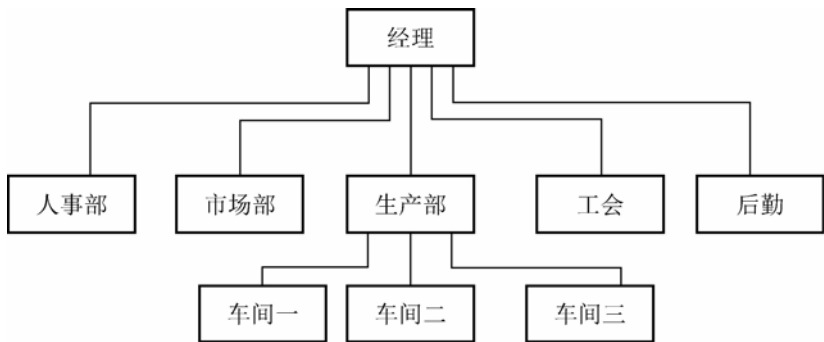 经理
人事部
市场部
生产部
工会
后勤
车间一
车间二
车间三